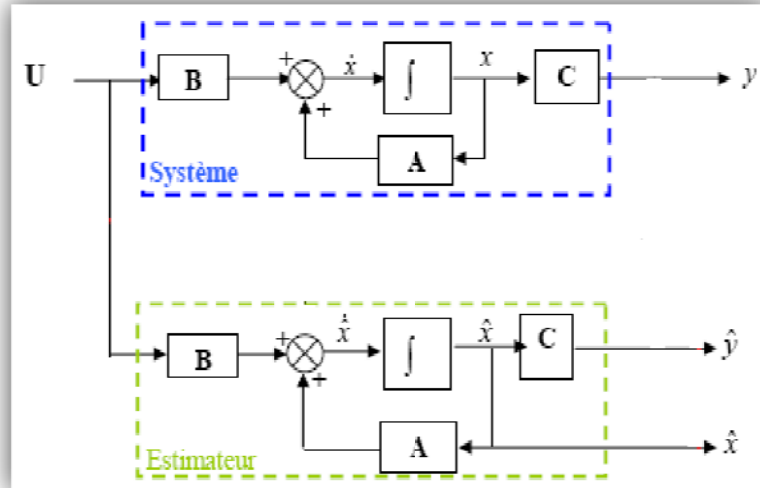 U
B
+
+
ẋ
∫
x
C
y
A
Système
B
+
+
x̂̇
∫
x̂
C
ŷ
A
x̂
Estimateur